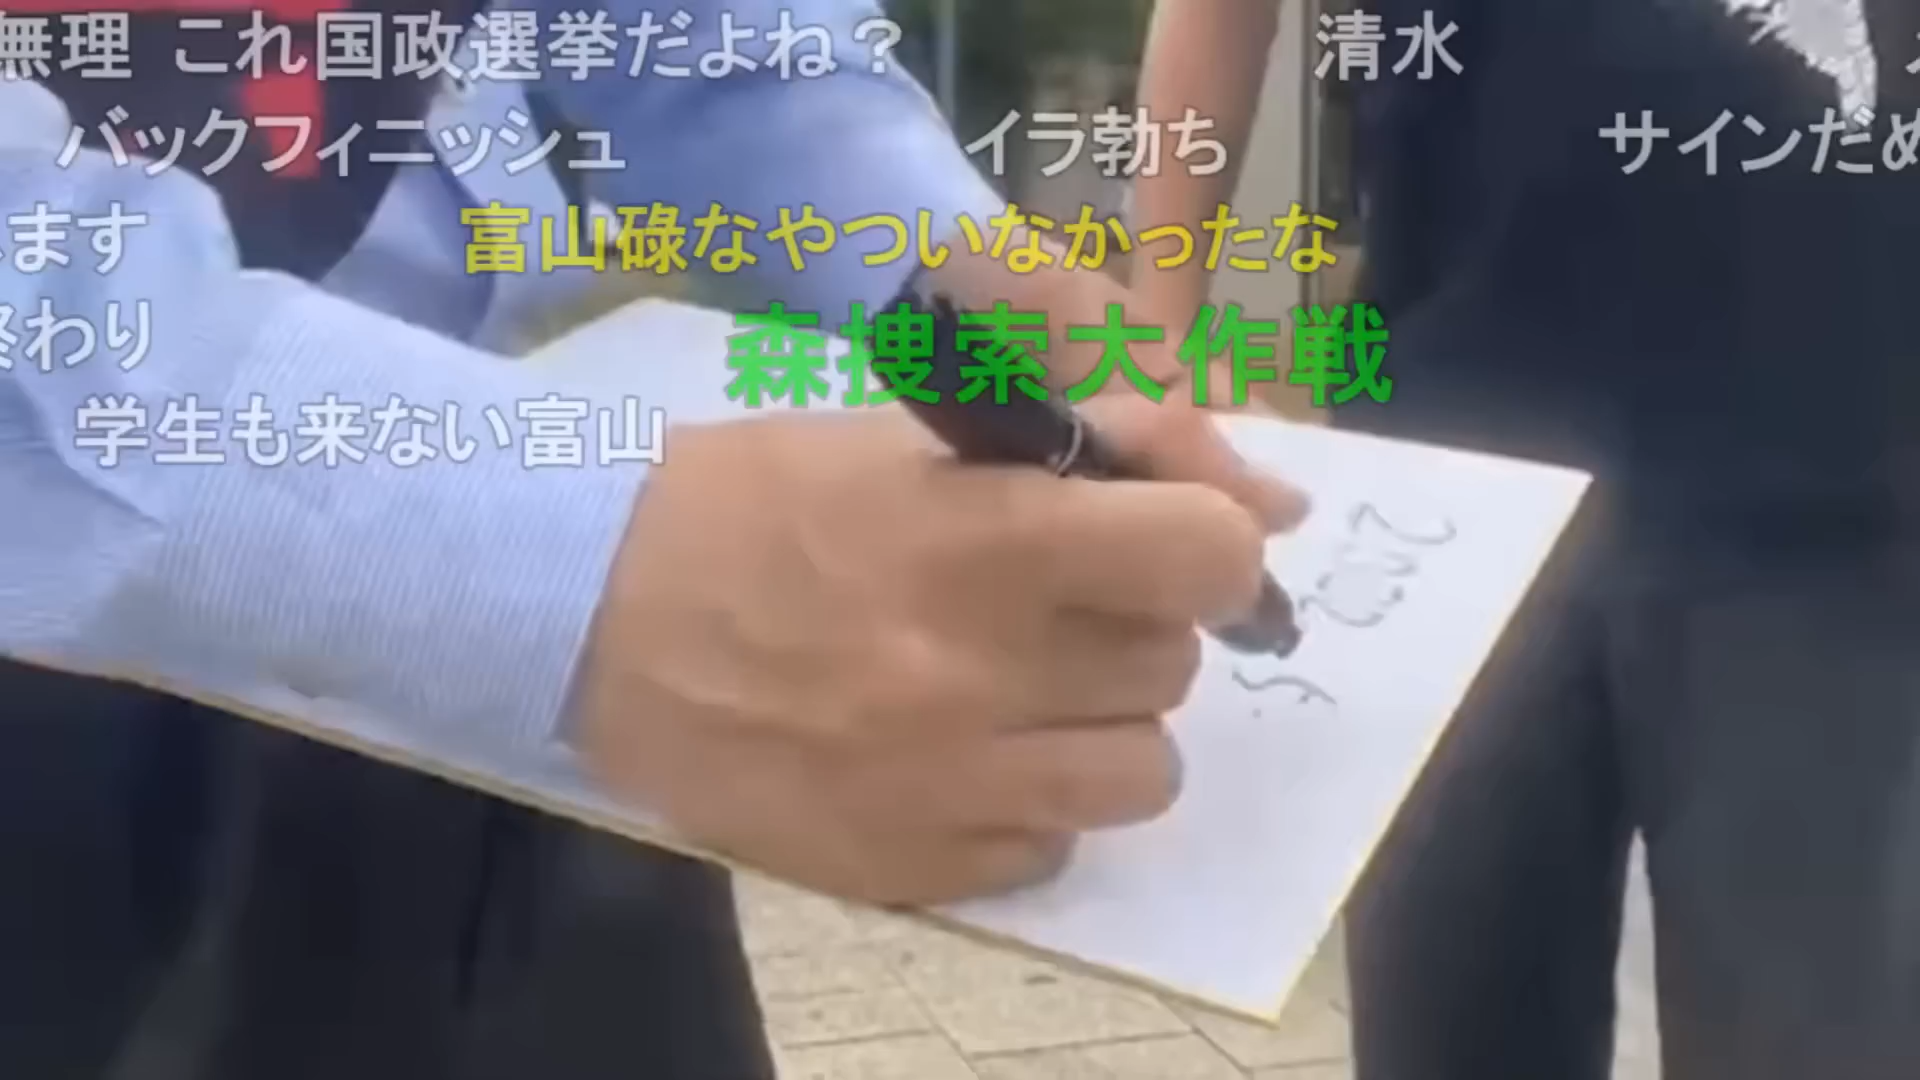 無理 これ国政選挙だよね？
清水
バックフィニッシュ
イラ勃ち
サインだめ
ます
富山碌なやついなかったな
終わり
森捜索大作戦
学生も来ない富山